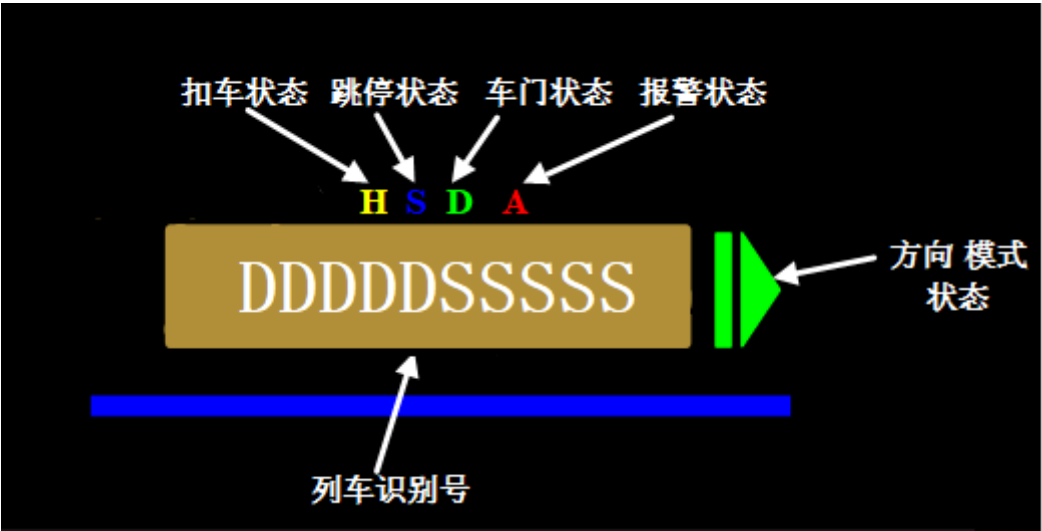 扣车状态 跳停状态 车门状态 报警状态
H S D A
DDDDDSSSSS
方向 模式
状态
列车识别号